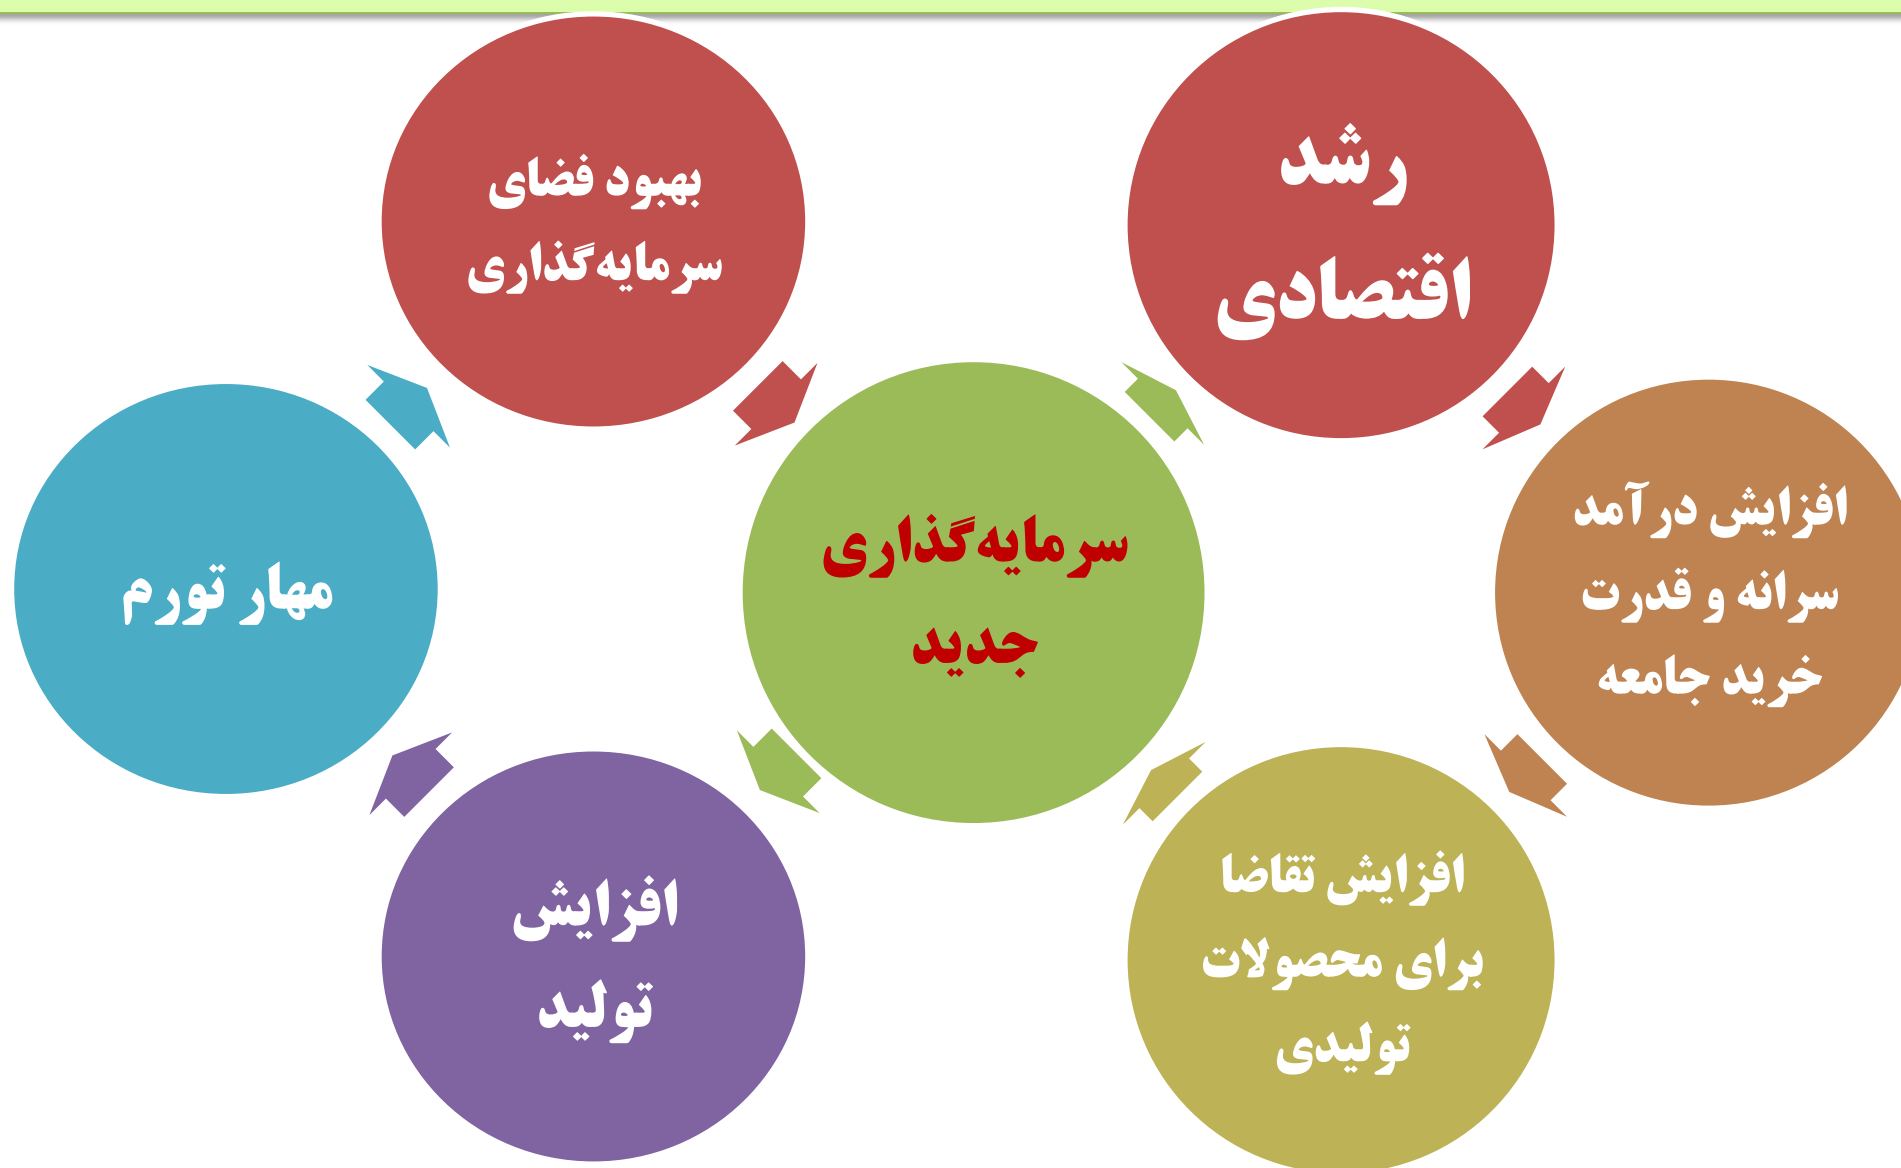 رشد
اقتصادی
بهبود فضای
سرمایه‌گذاری
افزایش درآمد
سرانه و قدرت
خرید جامعه
سرمایه‌گذاری
جدید
مهار تورم
افزایش تقاضا
برای محصولات
تولیدی
افزایش
تولید